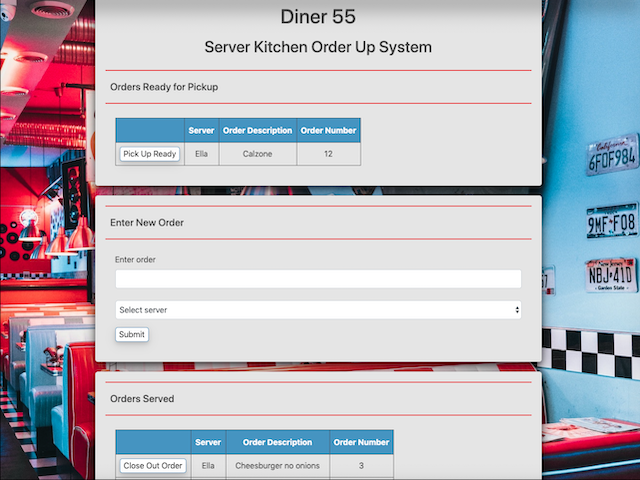 Diner 55
Server Kitchen Order Up System
Orders Ready for Pickup
Server Order Description Order Number
Pick Up Ready Ella Calzone 12
Enter New Order
Enter order
Select server
Submit
Orders Served
Server Order Description Order Number
Close Out Order Ella Cheesburger no onions 3
California
6FOF984
9MF F08
New Jersey
NBJ 41D
Garden State